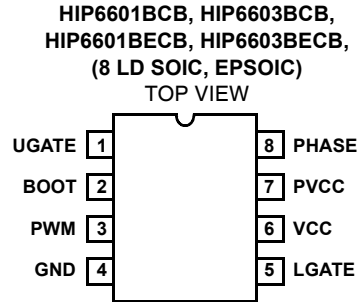 HIP6601BCB, HIP6603BCB,
HIP6601BECB, HIP6603BECB,
(8 LD SOIC, EPSOIC)
TOP VIEW
UGATE 1 8 PHASE
BOOT 2 7 PVCC
PWM 3 6 VCC
GND 4 5 LGATE